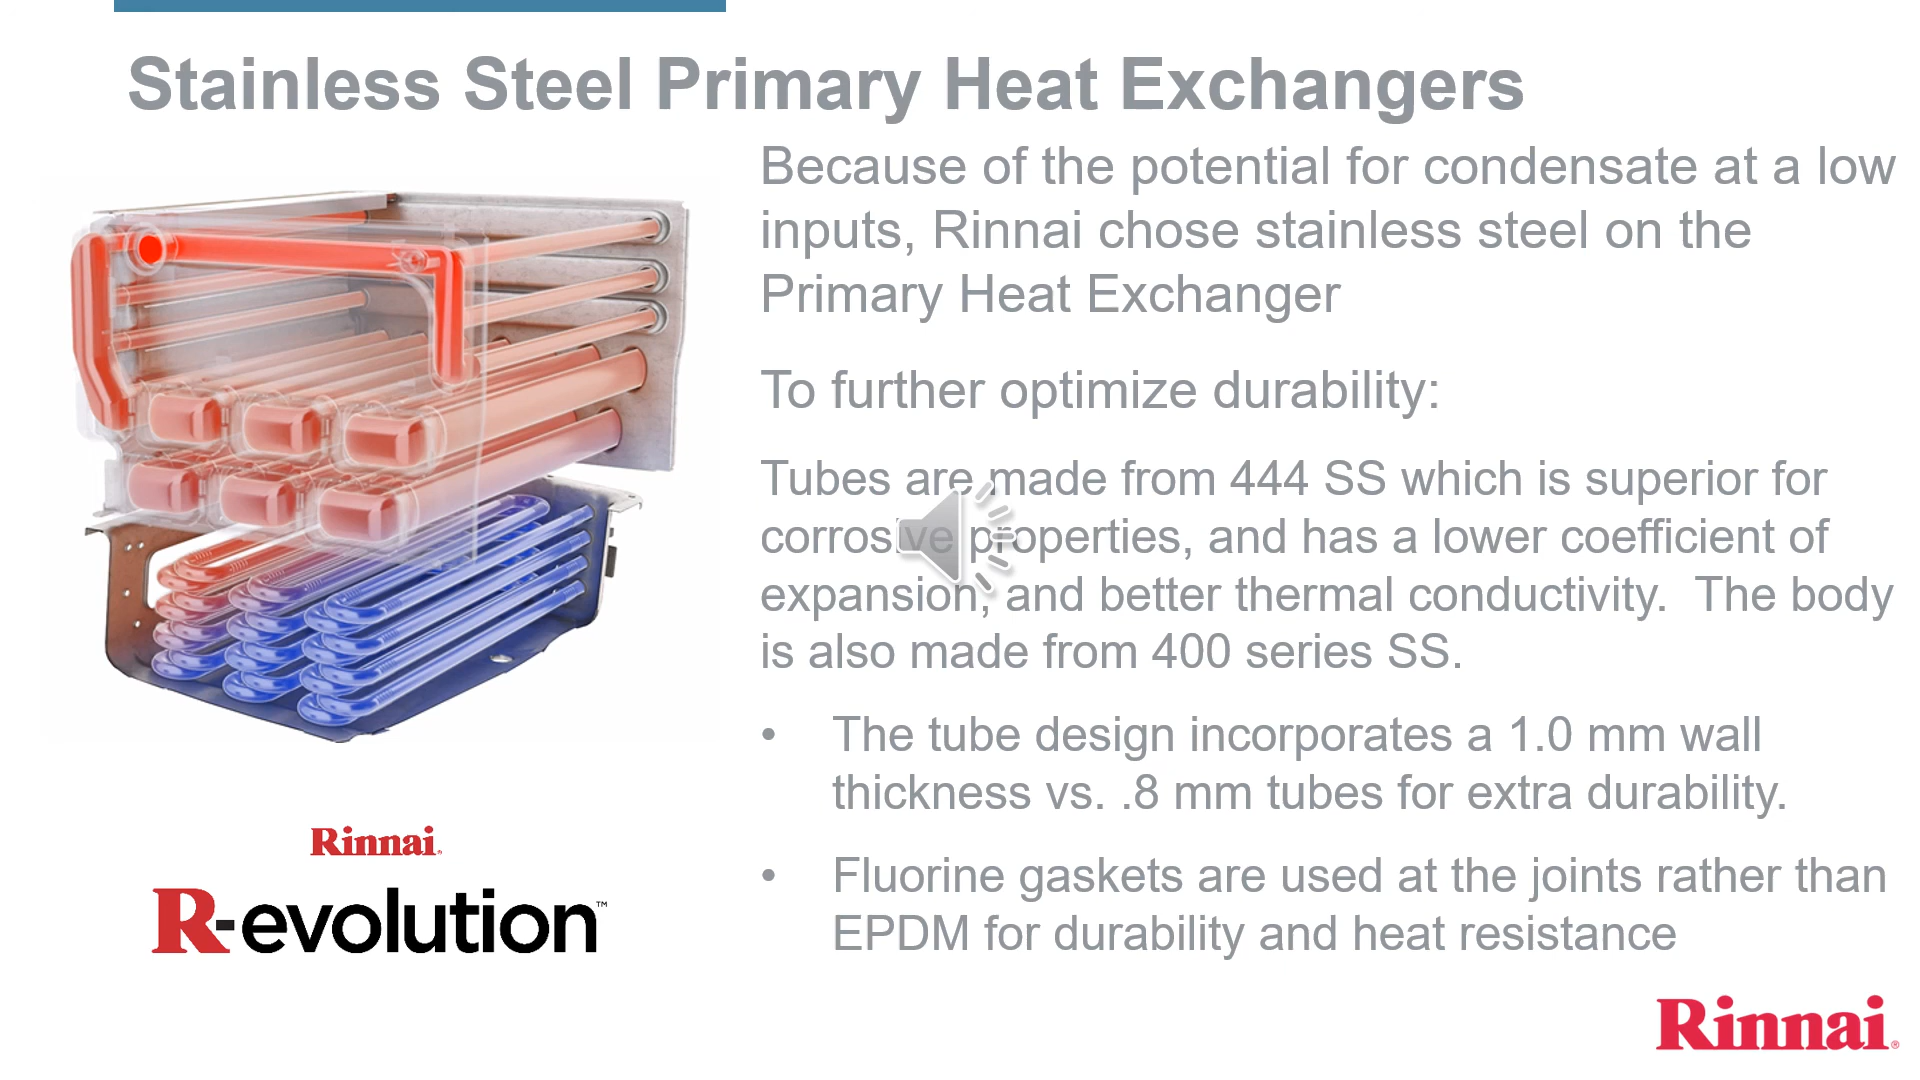 Stainless Steel Primary Heat Exchangers
Because of the potential for condensate at a low
inputs, Rinnai chose stainless steel on the
Primary Heat Exchanger
To further optimize durability:
Tubes are made from 444 SS which is superior for
corrosive properties, and has a lower coefficient of
expansion, and better thermal conductivity. The body
is also made from 400 series SS.
• The tube design incorporates a 1.0 mm wall
thickness vs. .8 mm tubes for extra durability.
• Fluorine gaskets are used at the joints rather than
EPDM for durability and heat resistance
Rinnai®
R-evolution™
Rinnai®